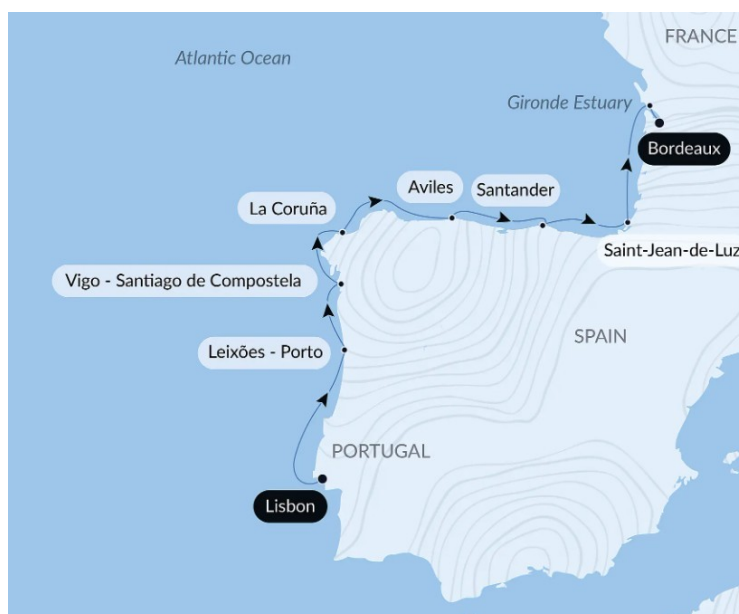 FRANCE
Atlantic Ocean
Gironde Estuary
Bordeaux
Aviles
Santander
La Coruña
Saint-Jean-de-Luz
Vigo - Santiago de Compostela
SPAIN
Leixões - Porto
PORTUGAL
Lisbon